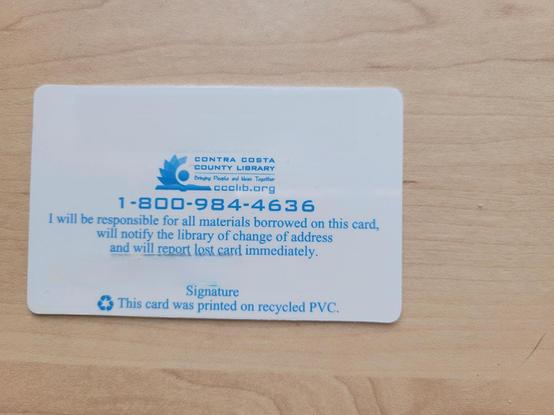 CONTRA COSTA
COUNTY LIBRARY
Bringing People and Ideas Together
ccclib.org
1-800-984-4636
I will be responsible for all materials borrowed on this card,
will notify the library of change of address
and will report lost card immediately.
Signature
This card was printed on recycled PVC.